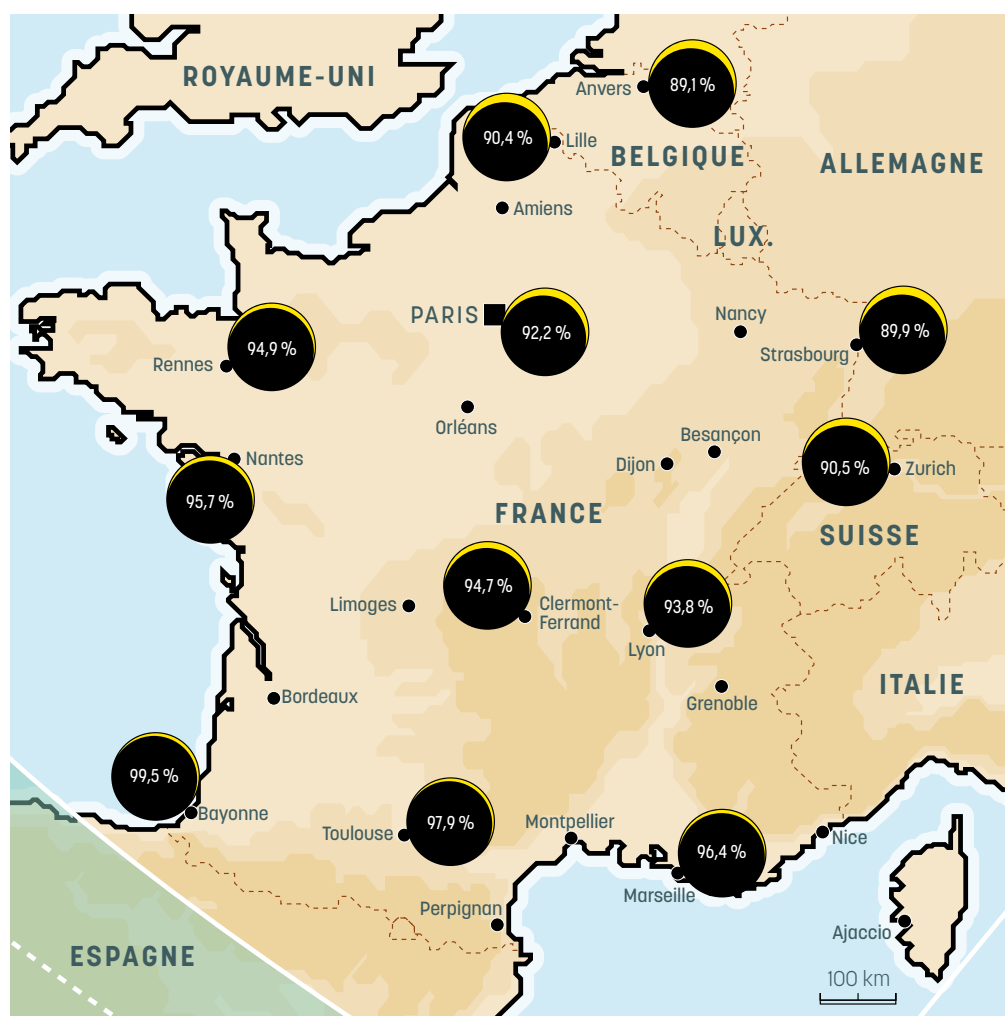 ROYAUME-UNI
Anvers
89,1 %
90,4 %
Lille
BELGIQUE
ALLEMAGNE
Amiens
LUX.
PARIS
92,2 %
Nancy
89,9 %
Strasbourg
94,9 %
Rennes
Orléans
Besançon
Dijon
90,5 %
Zurich
Nantes
95,7 %
FRANCE
SUISSE
94,7 %
Limoges
Clermont-
Ferrand
93,8 %
Lyon
ITALIE
Bordeaux
Grenoble
99,5 %
Bayonne
97,9 %
Toulouse
Montpellier
Nice
96,4 %
Marseille
Perpignan
Ajaccio
ESPAGNE
100 km